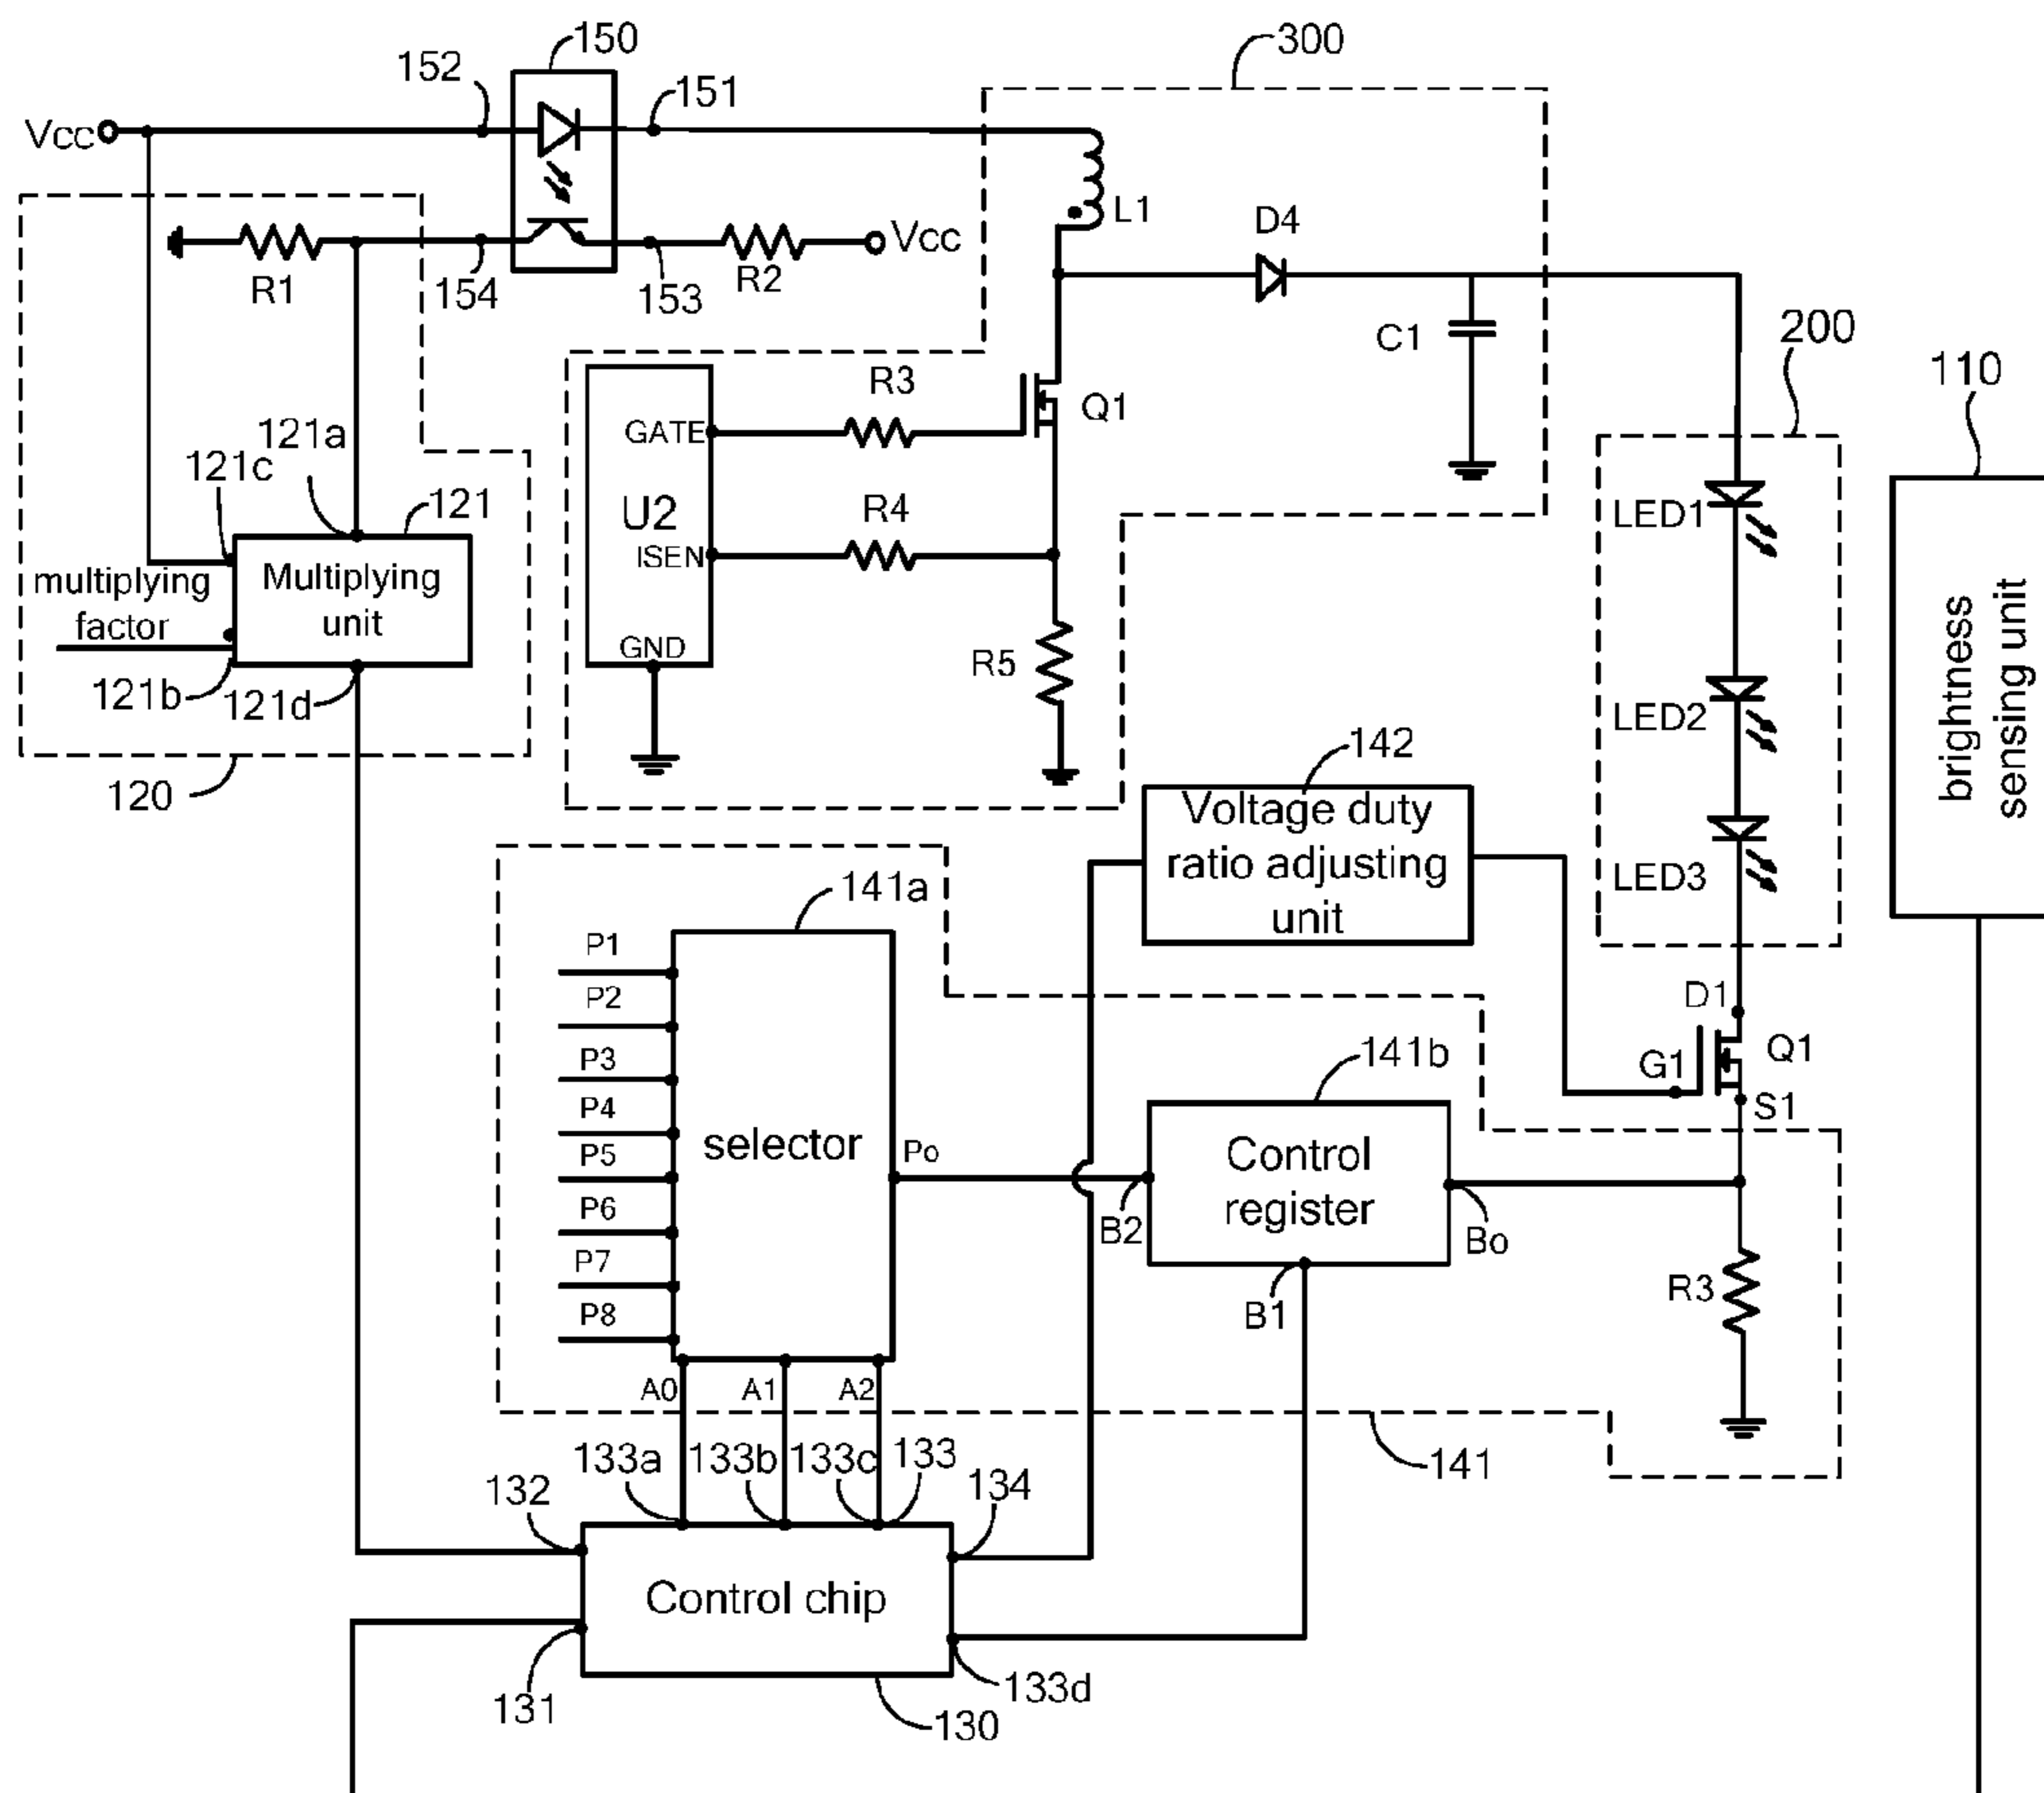 150
300
152
151
Vcc
L1
D4
R1
154
153
R2
Vcc
200
C1
110
121a
R3
Q1
121c
121
GATE
LED1
multiplying
factor
Multiplying
unit
U2
R4
ISEN
brightness
sensing unit
121b
121d
GND
R5
LED2
120
142
Voltage duty
ratio adjusting
unit
LED3
141a
P1
P2
D1
P3
141b
G1
Q1
P4
S1
selector
P5
Po
Control
register
P6
B2
Bo
P7
R3
P8
B1
A0
A1
A2
133a
133b
133c
133
141
132
134
Control chip
131
133d
130